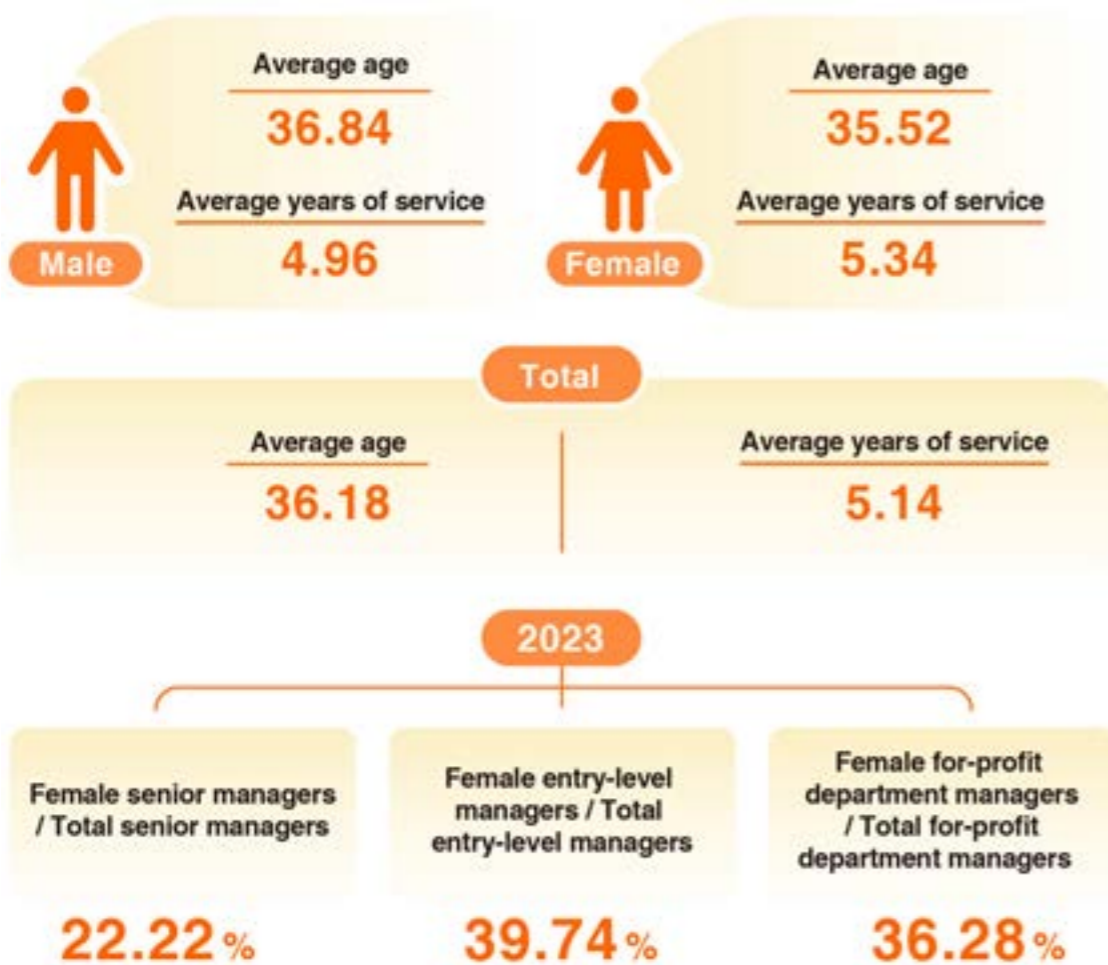 Average age
36.84
Average years of service
4.96
Male
Average age
35.52
Average years of service
5.34
Female
Total
Average age
36.18
Average years of service
5.14
2023
Female senior managers
/ Total senior managers
22.22 %
Female entry-level
managers / Total
entry-level managers
39.74 %
Female for-profit
department managers
/ Total for-profit
department managers
36.28 %